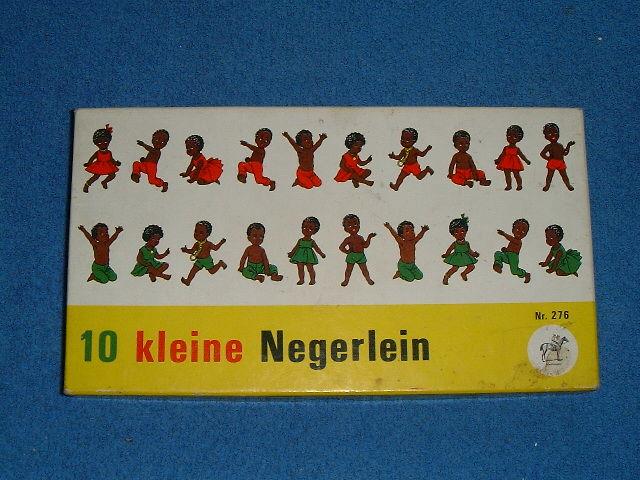 Nr. 276
10 kleine Negerlein